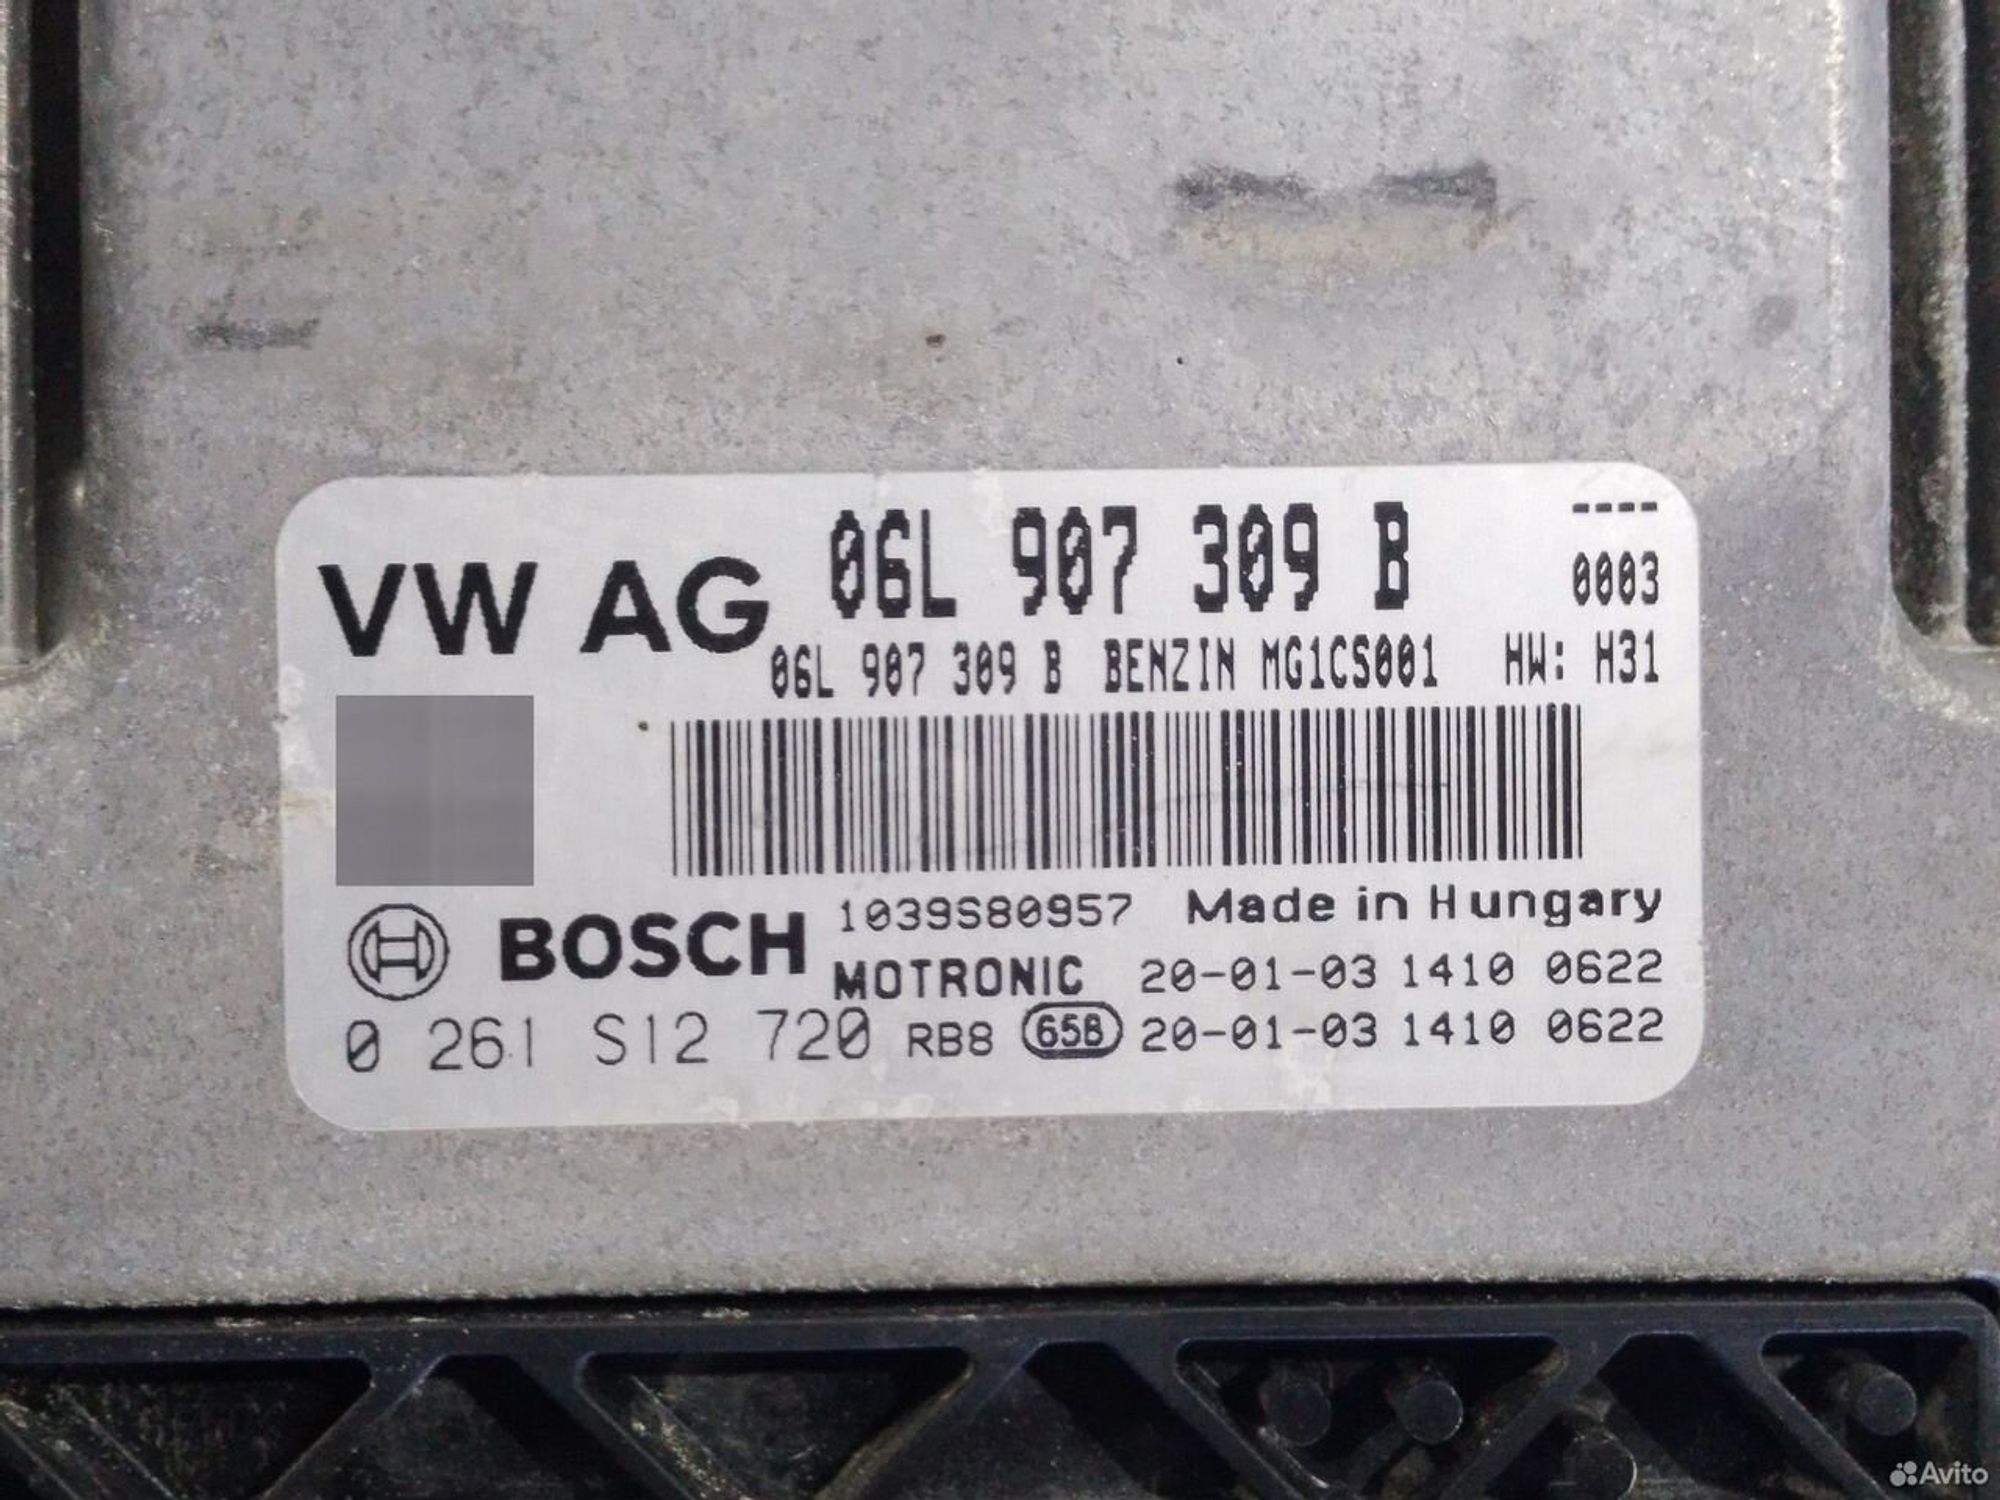 VW AG 06L 907 309 B ----
0003
06L 907 309 B BENZIN MG1CS001 HW: H31
BOSCH 1039S80957 Made in Hungary
MOTRONIC 20-01-03 1410 0622
0 261 S12 720 RB8 65B 20-01-03 1410 0622
Avito